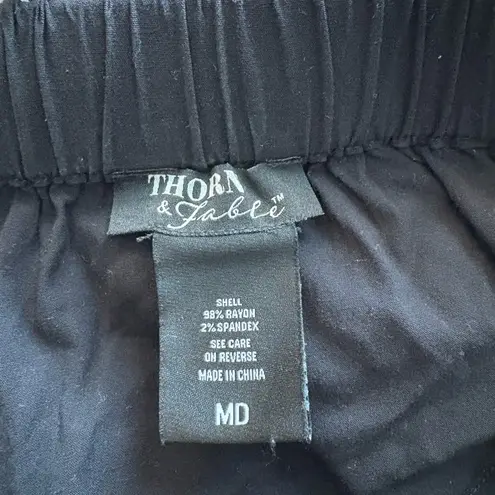 THORN
& Fable™
SHELL
98% RAYON
2% SPANDEX
SEE CARE
ON REVERSE
MADE IN CHINA
MD